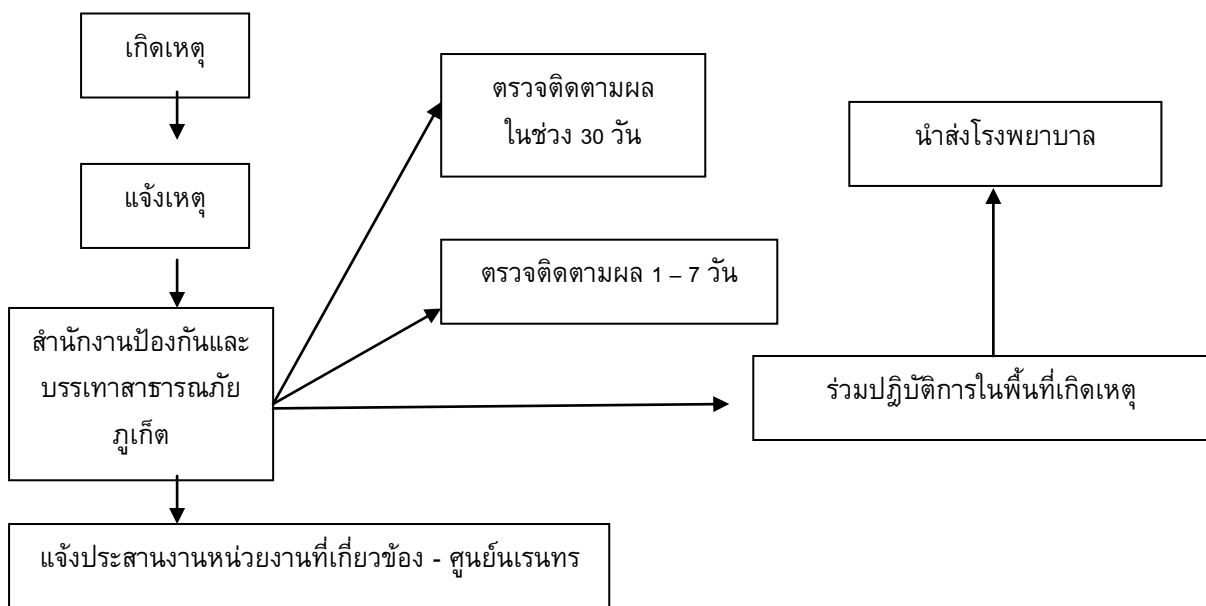 เกิดเหตุ
แจ้งเหตุ
สำนักงานป้องกันและ
บรรเทาสาธารณภัย
ภูเก็ต
แจ้งประสานงานหน่วยงานที่เกี่ยวข้อง - ศูนย์นเรนทร
ตรวจติดตามผล
ในช่วง 30 วัน
ตรวจติดตามผล 1 – 7 วัน
นำส่งโรงพยาบาล
ร่วมปฎิบัติการในพื้นที่เกิดเหตุ